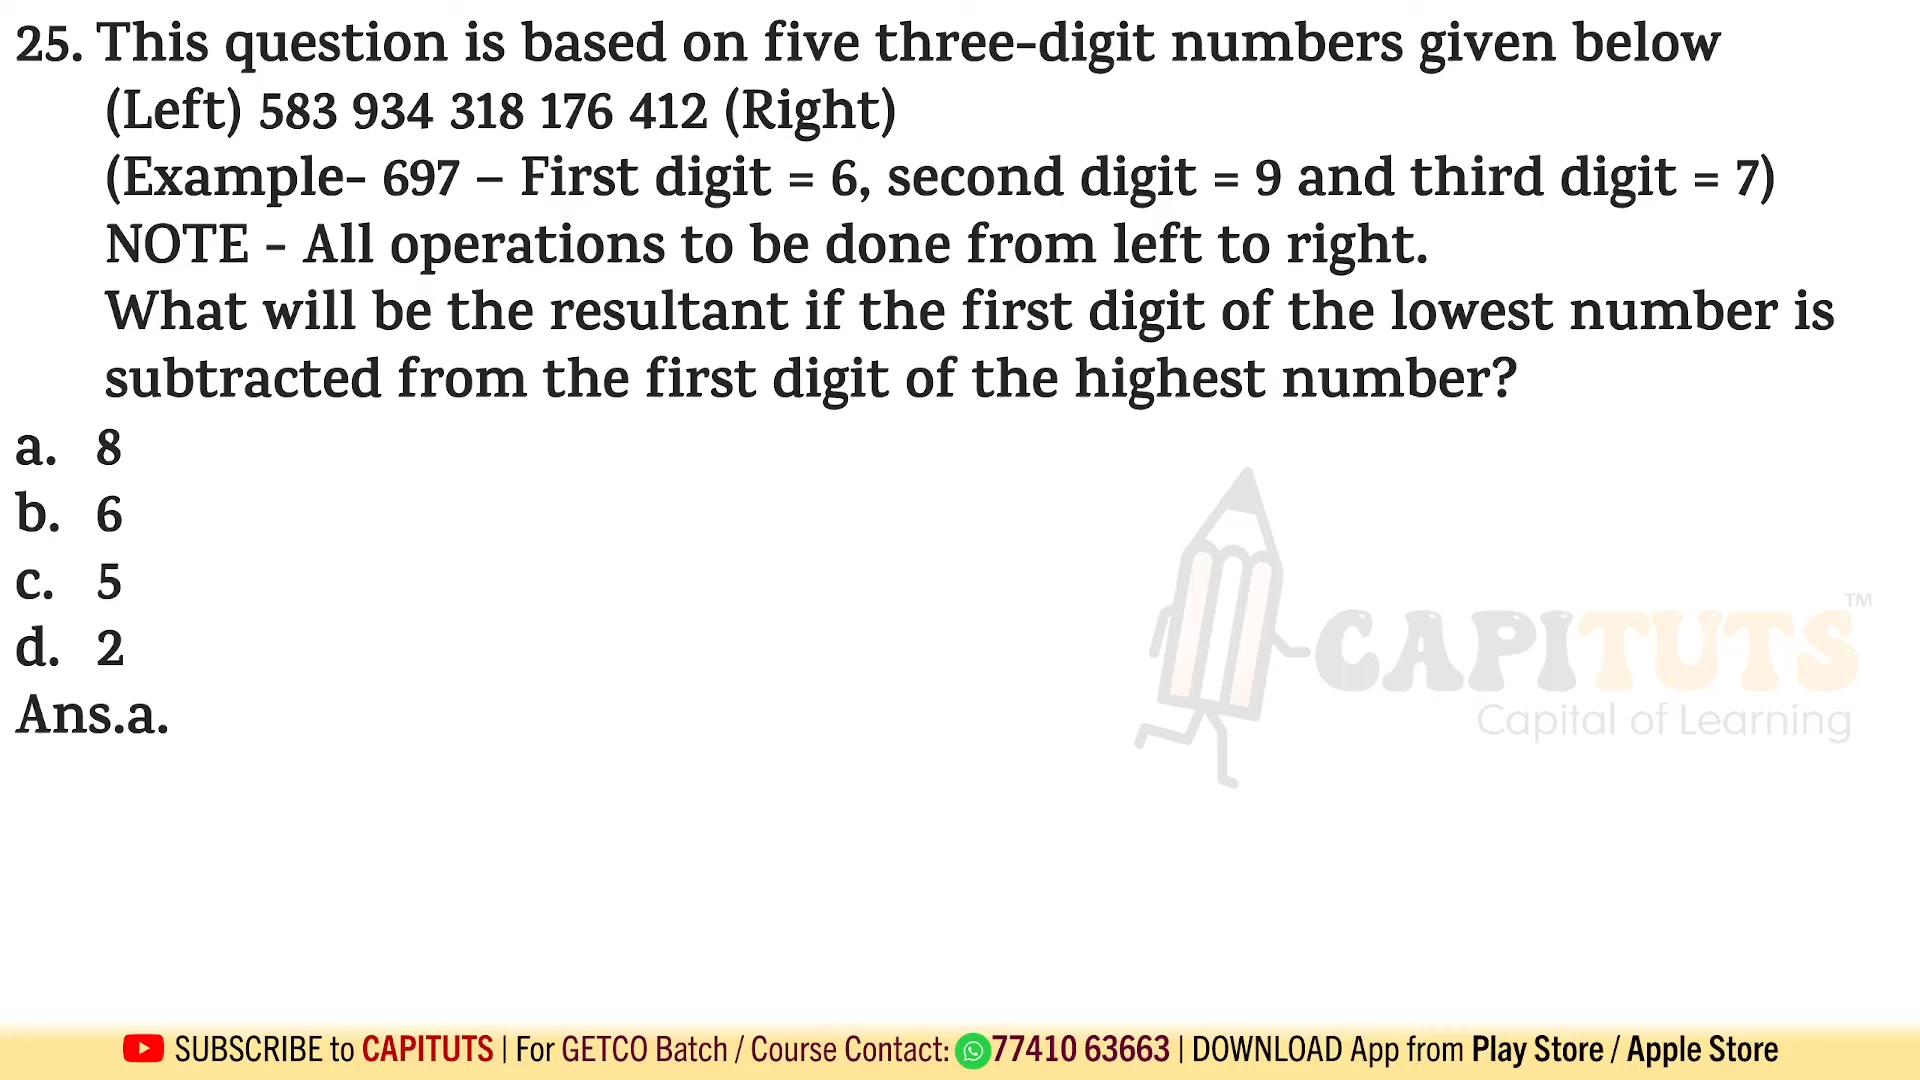 25. This question is based on five three-digit numbers given below
(Left) 583 934 318 176 412 (Right)
(Example- 697 – First digit = 6, second digit = 9 and third digit = 7)
NOTE - All operations to be done from left to right.
What will be the resultant if the first digit of the lowest number is
subtracted from the first digit of the highest number?
a. 8
b. 6
c. 5
d. 2
Ans.a.
CAPITUTS™
Capital of Learning
SUBSCRIBE to CAPITUTS | For GETCO Batch / Course Contact: 77410 63663 | DOWNLOAD App from Play Store / Apple Store